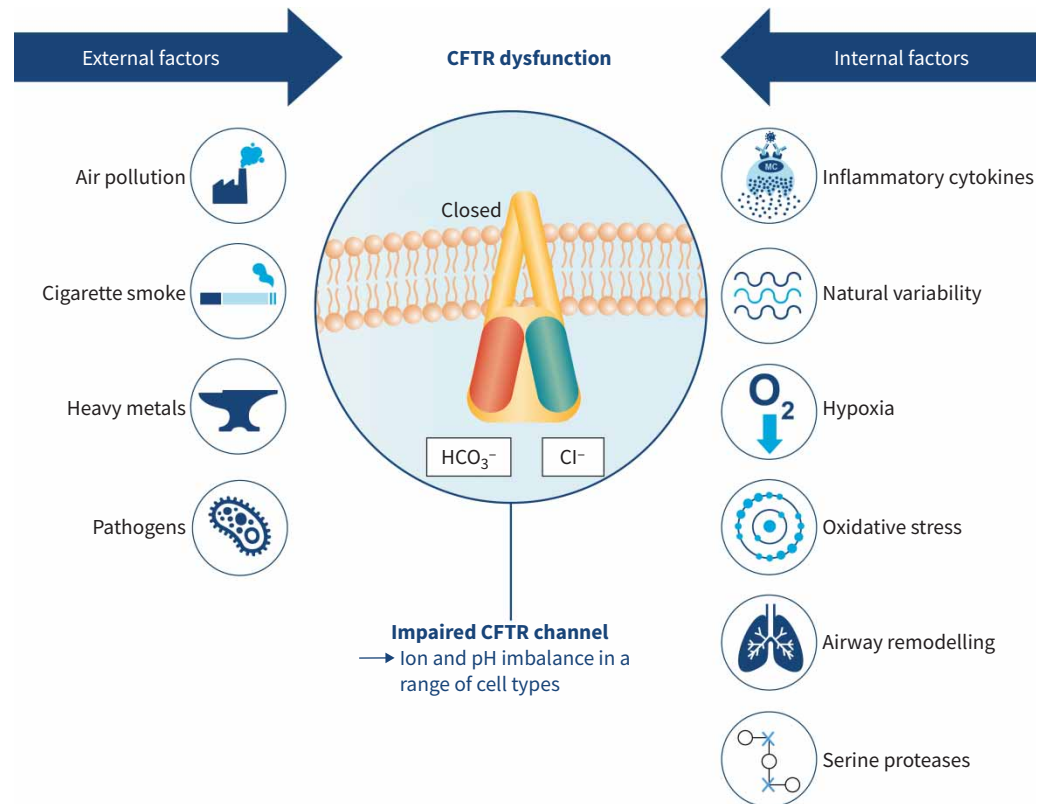 External factors
CFTR dysfunction
Internal factors
Air pollution
Cigarette smoke
Heavy metals
Pathogens
Closed
HCO₃⁻
Cl⁻
Impaired CFTR channel
→ Ion and pH imbalance in a
range of cell types
MC
Inflammatory cytokines
Natural variability
O₂
Hypoxia
Oxidative stress
Airway remodelling
Serine proteases